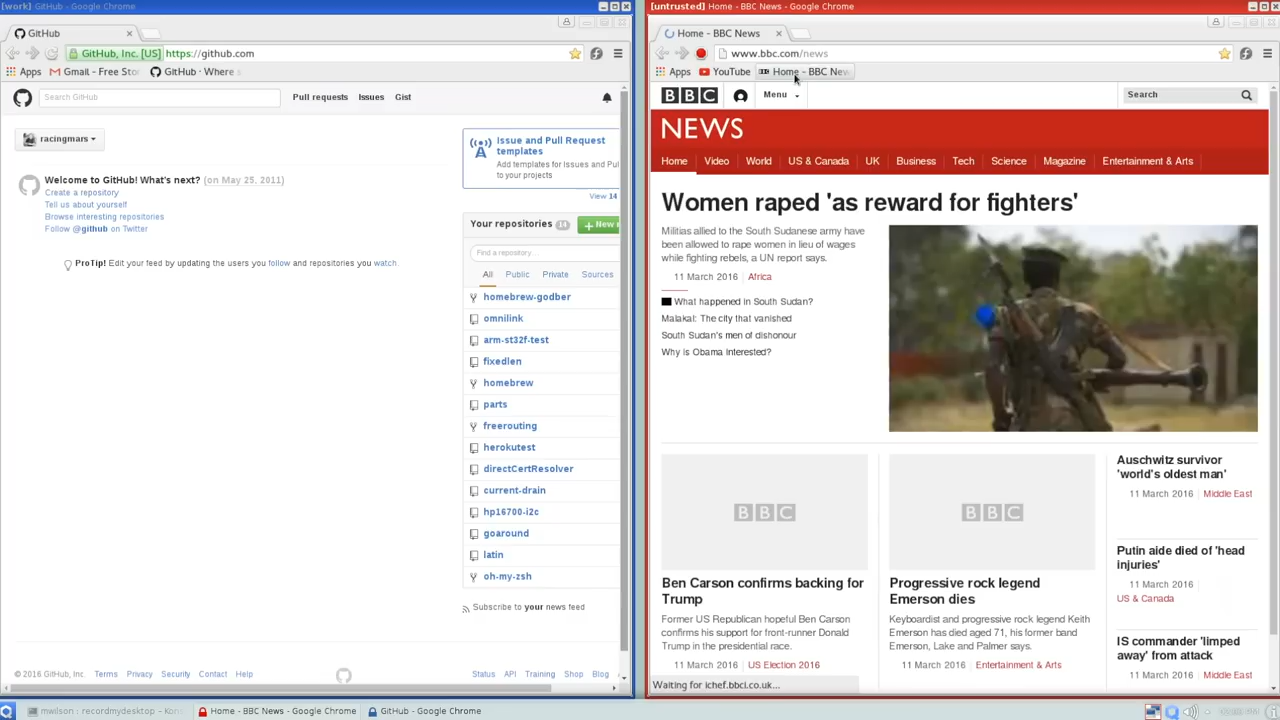 [work] GitHub - Google Chrome
GitHub
GitHub, Inc. [US] https://github.com
Apps Gmail - Free Sto GitHub · Where s
Search GitHub Pull requests Issues Gist
racingmars
Welcome to GitHub! What's next? (on May 25, 2011)
Create a repository
Tell us about yourself
Browse interesting repositories
Follow @github on Twitter
ProTip! Edit your feed by updating the users you follow and repositories you watch.
Issue and Pull Request
templates
Add templates for Issues and Pu
to your projects
View 14
Your repositories 14 New r
Find a repository…
All Public Private Sources
homebrew-godber
omnilink
arm-st32f-test
fixedlen
homebrew
parts
freerouting
herokutest
directCertResolver
current-drain
hp16700-i2c
goaround
latin
oh-my-zsh
Subscribe to your news feed
© 2016 GitHub, Inc. Terms Privacy Security Contact Help Status API Training Shop Blog
[untrusted] Home - BBC News - Google Chrome
Home - BBC News
www.bbc.com/news
Apps YouTube Home - BBC New
BBC Menu Search
NEWS
Home Video World US & Canada UK Business Tech Science Magazine Entertainment & Arts
Women raped 'as reward for fighters'
Militias allied to the South Sudanese army have
been allowed to rape women in lieu of wages
while fighting rebels, a UN report says.
11 March 2016 Africa
What happened in South Sudan?
Malakal: The city that vanished
South Sudan's men of dishonour
Why is Obama interested?
BBC
Ben Carson confirms backing for
Trump
Former US Republican hopeful Ben Carson
confirms his support for front-runner Donald
Trump in the presidential race.
11 March 2016 US Election 2016
BBC
Progressive rock legend
Emerson dies
Keyboardist and progressive rock legend Keith
Emerson has died aged 71, his former band
Emerson, Lake and Palmer says.
11 March 2016 Entertainment & Arts
Auschwitz survivor
'world's oldest man'
11 March 2016 Middle East
Putin aide died of 'head
injuries'
11 March 2016
US & Canada
IS commander 'limped
away' from attack
11 March 2016 Middle East
Waiting for ichef.bbci.co.uk...
mwilson : recordmydesktop – Kon Home - BBC News - Google Chrome GitHub - Google Chrome